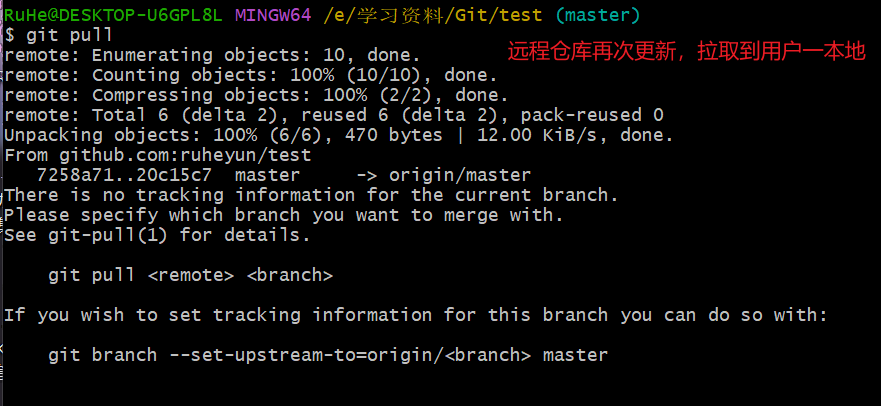 RuHe@DESKTOP-U6GPL8L MINGW64 /e/学习资料/Git/test (master)
$ git pull
远程仓库再次更新，拉取到用户一本地
remote: Enumerating objects: 10, done.
remote: Counting objects: 100% (10/10), done.
remote: Compressing objects: 100% (2/2), done.
remote: Total 6 (delta 2), reused 6 (delta 2), pack-reused 0
Unpacking objects: 100% (6/6), 470 bytes | 12.00 KiB/s, done.
From github.com:ruheyun/test
   7258a71..20c15c7  master     -> origin/master
There is no tracking information for the current branch.
Please specify which branch you want to merge with.
See git-pull(1) for details.

    git pull <remote> <branch>

If you wish to set tracking information for this branch you can do so with:

    git branch --set-upstream-to=origin/<branch> master